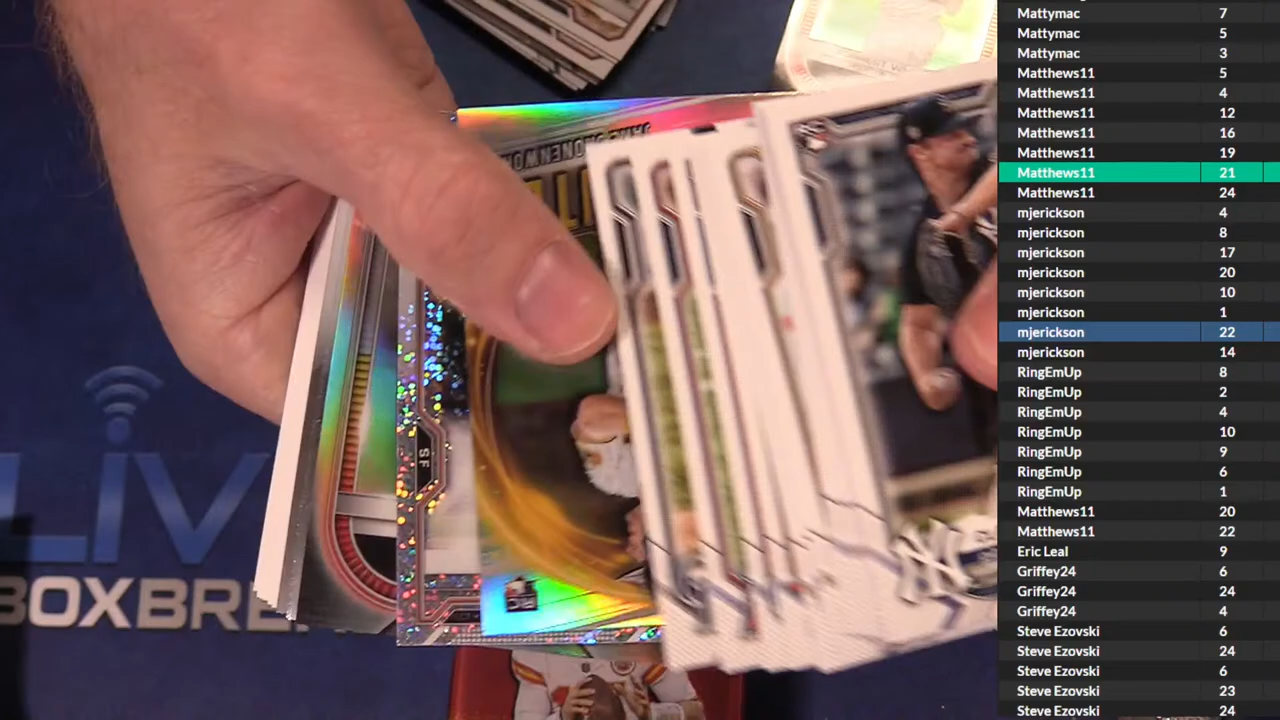 Mattymac 7
Mattymac 5
Mattymac 3
Matthews11 5
Matthews11 4
Matthews11 12
Matthews11 16
Matthews11 19
Matthews11 21
Matthews11 24
mjerickson 4
mjerickson 8
mjerickson 17
mjerickson 20
mjerickson 10
mjerickson 1
mjerickson 22
mjerickson 14
RingEmUp 8
RingEmUp 2
RingEmUp 4
RingEmUp 10
RingEmUp 9
RingEmUp 6
RingEmUp 1
Matthews11 20
Matthews11 22
Eric Leal 9
Griffey24 6
Griffey24 24
Griffey24 4
Steve Ezovski 6
Steve Ezovski 24
Steve Ezovski 6
Steve Ezovski 23
Steve Ezovski 24
SF
RC
LIV
BOXBRE